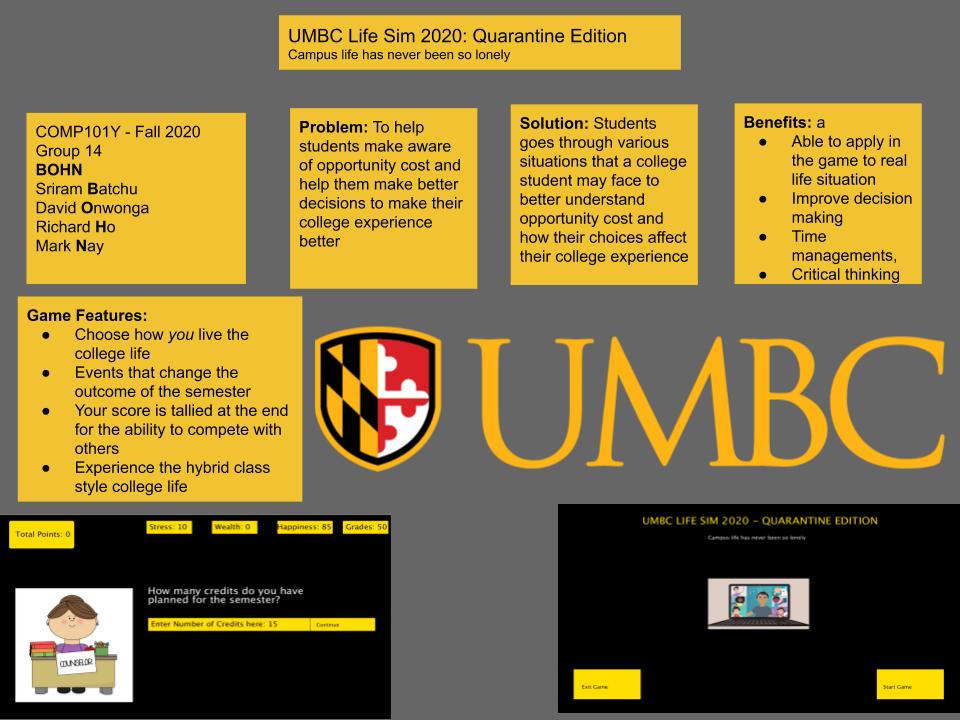 UMBC Life Sim 2020: Quarantine Edition
Campus life has never been so lonely
COMP101Y - Fall 2020
Group 14
BOHN
Sriram Batchu
David Onwonga
Richard Ho
Mark Nay
Problem: To help
students make aware
of opportunity cost and
help them make better
decisions to make their
college experience
better
Solution: Students
goes through various
situations that a college
student may face to
better understand
opportunity cost and
how their choices affect
their college experience
Benefits: a
● Able to apply in
the game to real
life situation
● Improve decision
making
● Time
managements,
● Critical thinking
Game Features:
● Choose how you live the
college life
● Events that change the
outcome of the semester
● Your score is tallied at the end
for the ability to compete with
others
● Experience the hybrid class
style college life
UMBC
Total Points: 0
Stress: 10
Wealth: 0
Happiness: 85
Grades: 50
How many credits do you have
planned for the semester?
Enter Number of Credits here: 15
Continue
COUNSELOR
UMBC LIFE SIM 2020 - QUARANTINE EDITION
Campus life has never been so lonely
Exit Game
Start Game